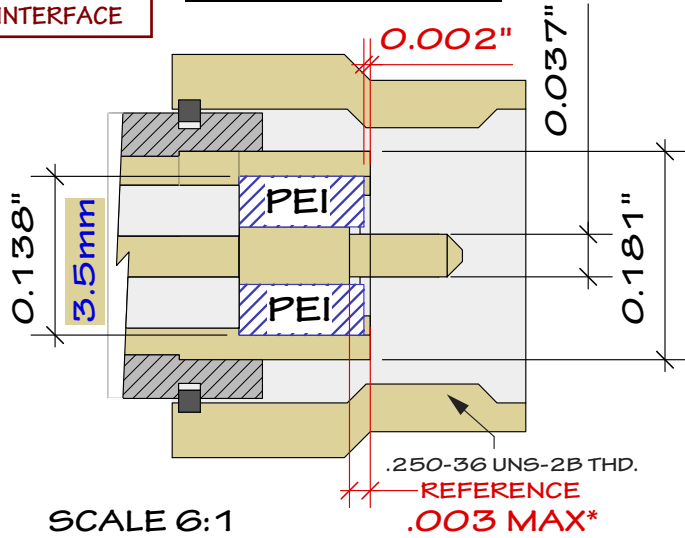 INTERFACE
0.002"
0.037"
PEI
0.138"
3.5mm
0.181"
PEI
.250-36 UNS-2B THD.
REFERENCE
SCALE 6:1
.003 MAX*